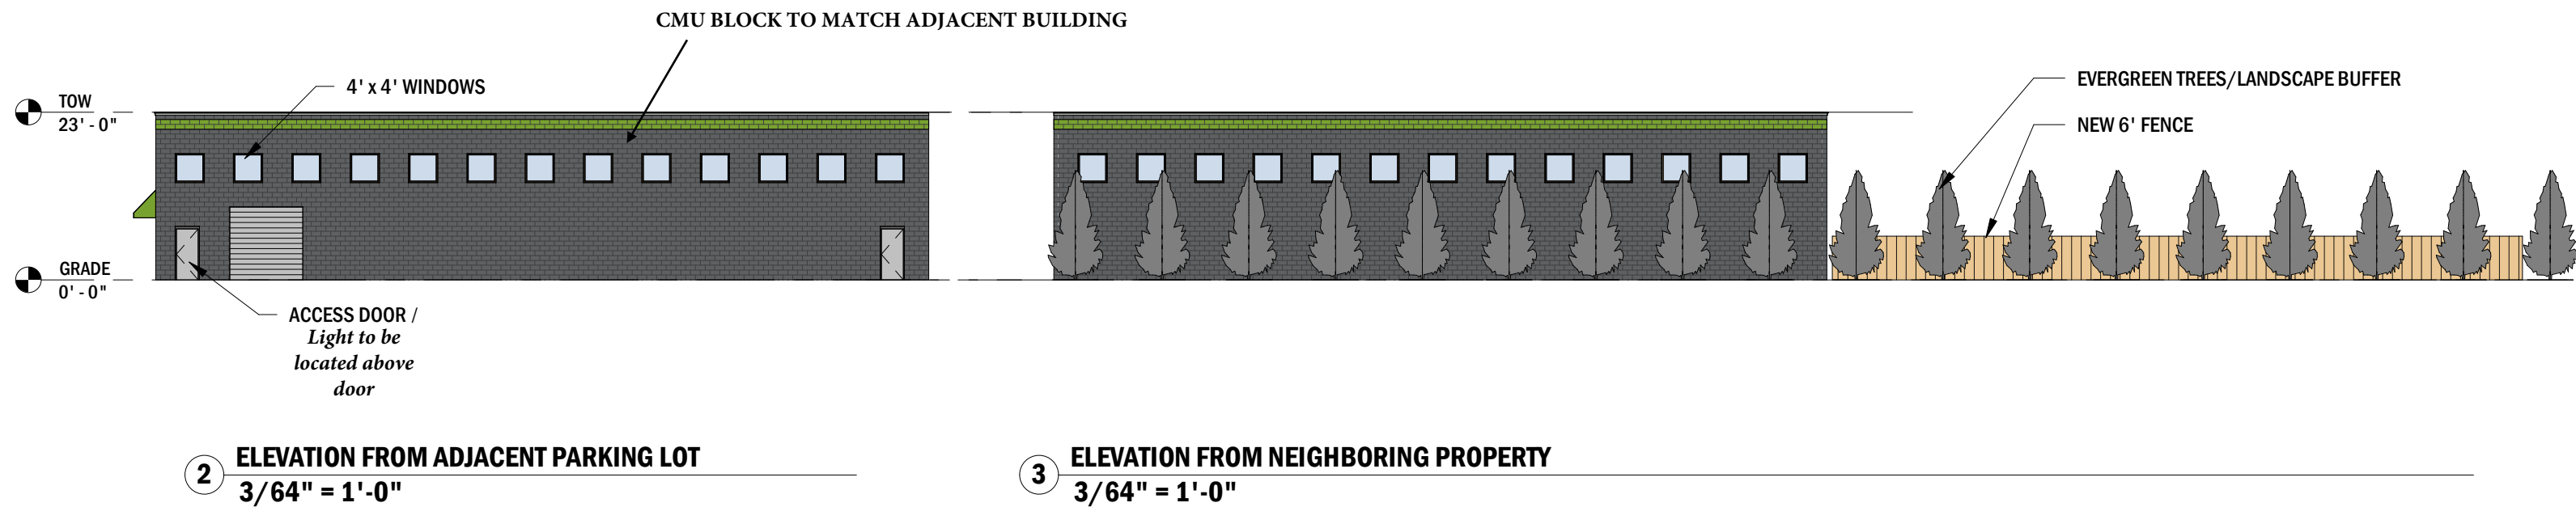 CMU BLOCK TO MATCH ADJACENT BUILDING
4' x 4' WINDOWS
TOW
23' - 0"
GRADE
0' - 0"
ACCESS DOOR /
Light to be
located above
door
EVERGREEN TREES/LANDSCAPE BUFFER
NEW 6' FENCE
2
ELEVATION FROM ADJACENT PARKING LOT
3/64" = 1'-0"
3
ELEVATION FROM NEIGHBORING PROPERTY
3/64" = 1'-0"